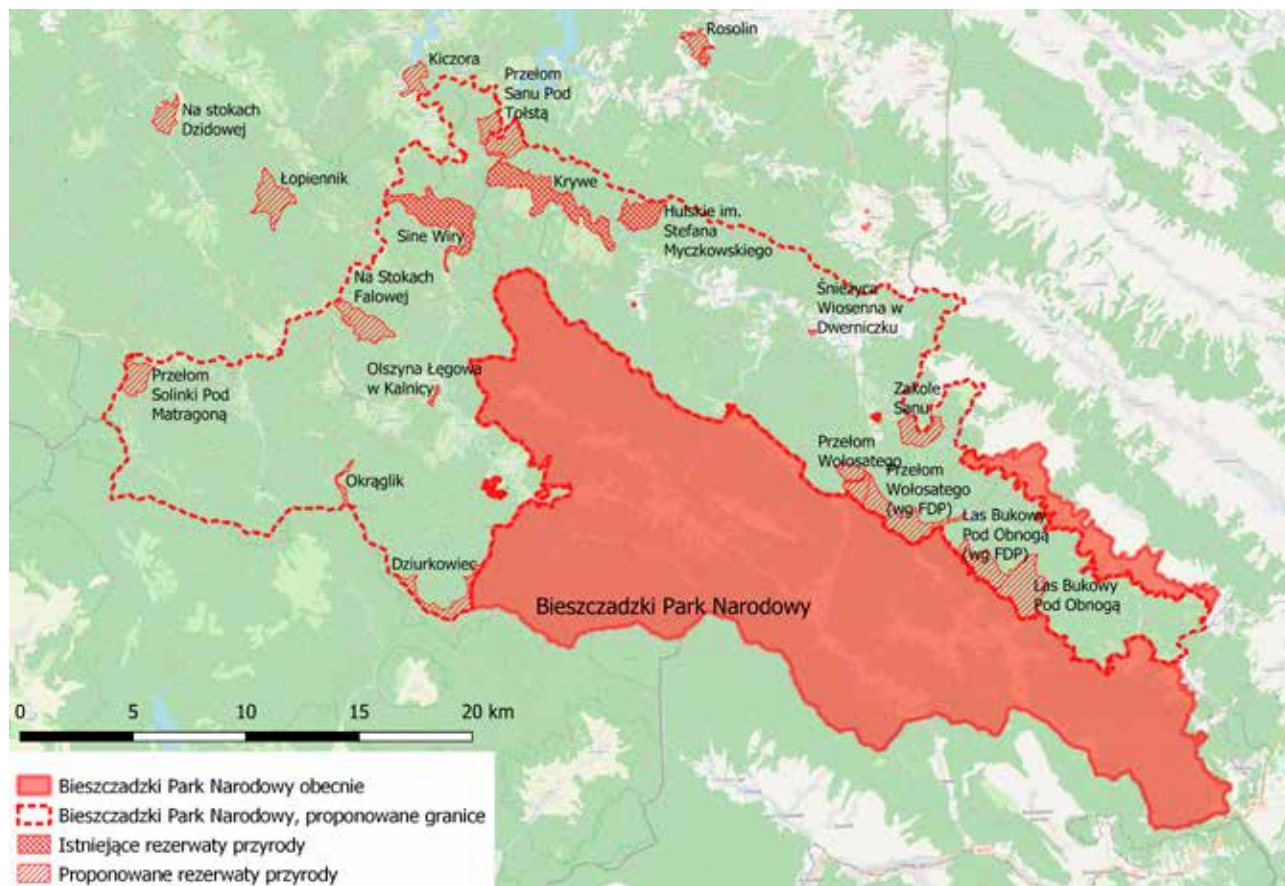 Rosolin
Kiczora
Przełom
Sanu Pod
Tołstą
Na stokach
Dzidowej
Łopiennik
Krywe
Hulskie im.
Stefana
Myczkowskiego
Sine Wiry
Na Stokach
Falowej
Śnieżyca
Wiosenna w
Dwerniczku
Olszyna Łęgowa
w Kalnicy
Przełom
Solinki Pod
Matragoną
Zakole
Sanu
Przełom
Wołosatego
Przełom
Wołosatego
(wg FDP)
Okrąglik
Las Bukowy
Pod Obnogą
(wg FDP)
Dziurkowiec
Las Bukowy
Pod Obnogą
Bieszczadzki Park Narodowy
0 5 10 15 20 km
Bieszczadzki Park Narodowy obecnie
Bieszczadzki Park Narodowy, proponowane granice
Istniejące rezerwaty przyrody
Proponowane rezerwaty przyrody